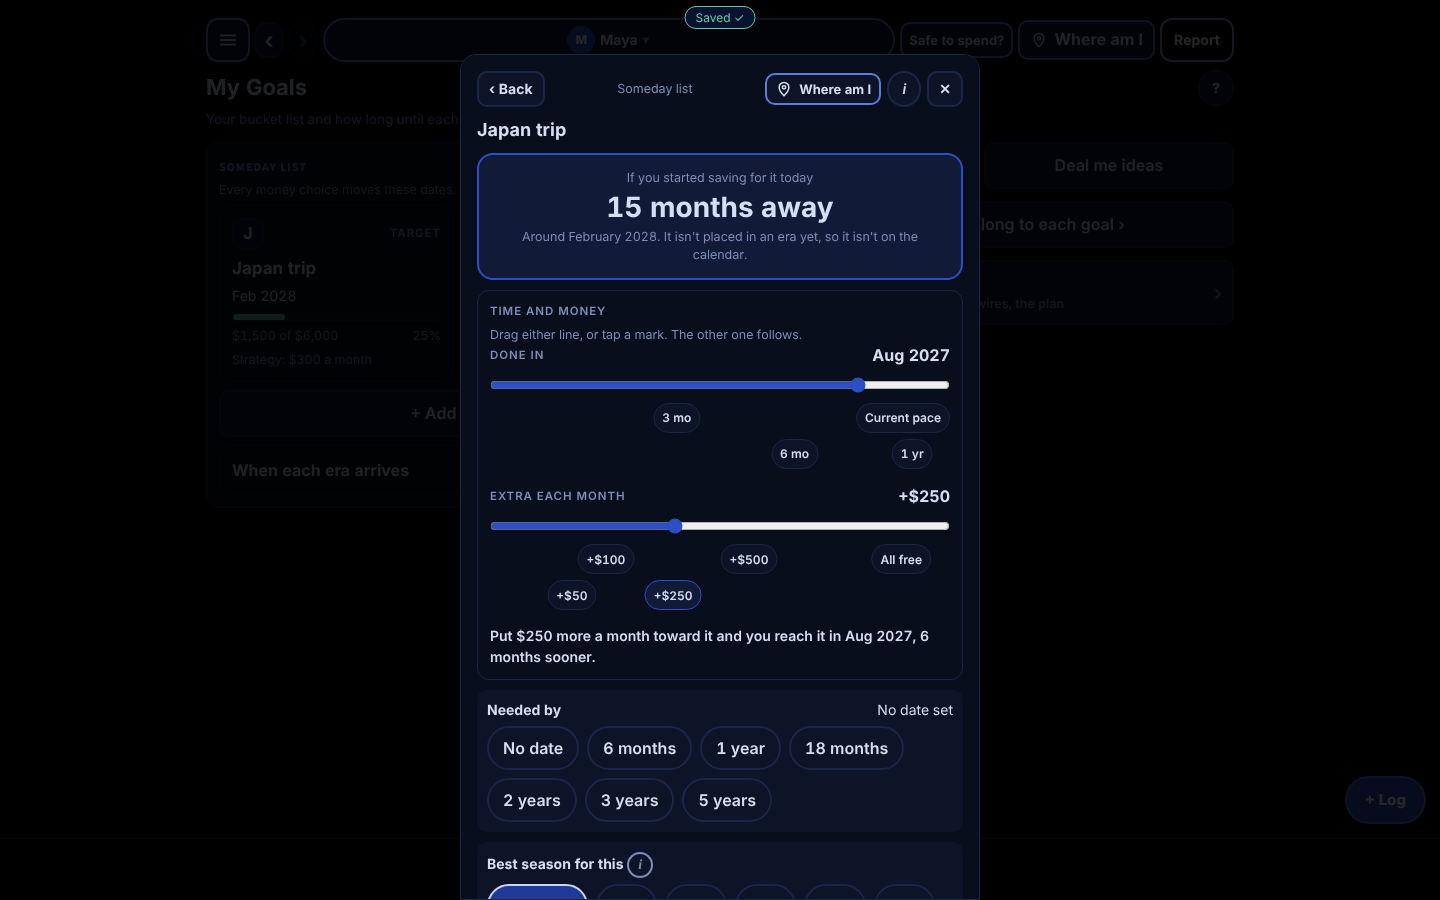 Saved ✓
M Maya ▾
Safe to spend?
Where am I
Report
My Goals
?
Your bucket list and how long until each
SOMEDAY LIST
Every money choice moves these dates.
J
TARGET
Japan trip
Feb 2028
$1,500 of $6,000
25%
Strategy: $300 a month
+ Add
When each era arrives
Deal me ideas
long to each goal ›
wires, the plan
+ Log
‹ Back
Someday list
Where am I
i
✕
Japan trip
If you started saving for it today
15 months away
Around February 2028. It isn't placed in an era yet, so it isn't on the
calendar.
TIME AND MONEY
Drag either line, or tap a mark. The other one follows.
DONE IN
Aug 2027
3 mo
Current pace
6 mo
1 yr
EXTRA EACH MONTH
+$250
+$100
+$500
All free
+$50
+$250
Put $250 more a month toward it and you reach it in Aug 2027, 6
months sooner.
Needed by
No date set
No date
6 months
1 year
18 months
2 years
3 years
5 years
Best season for this
i